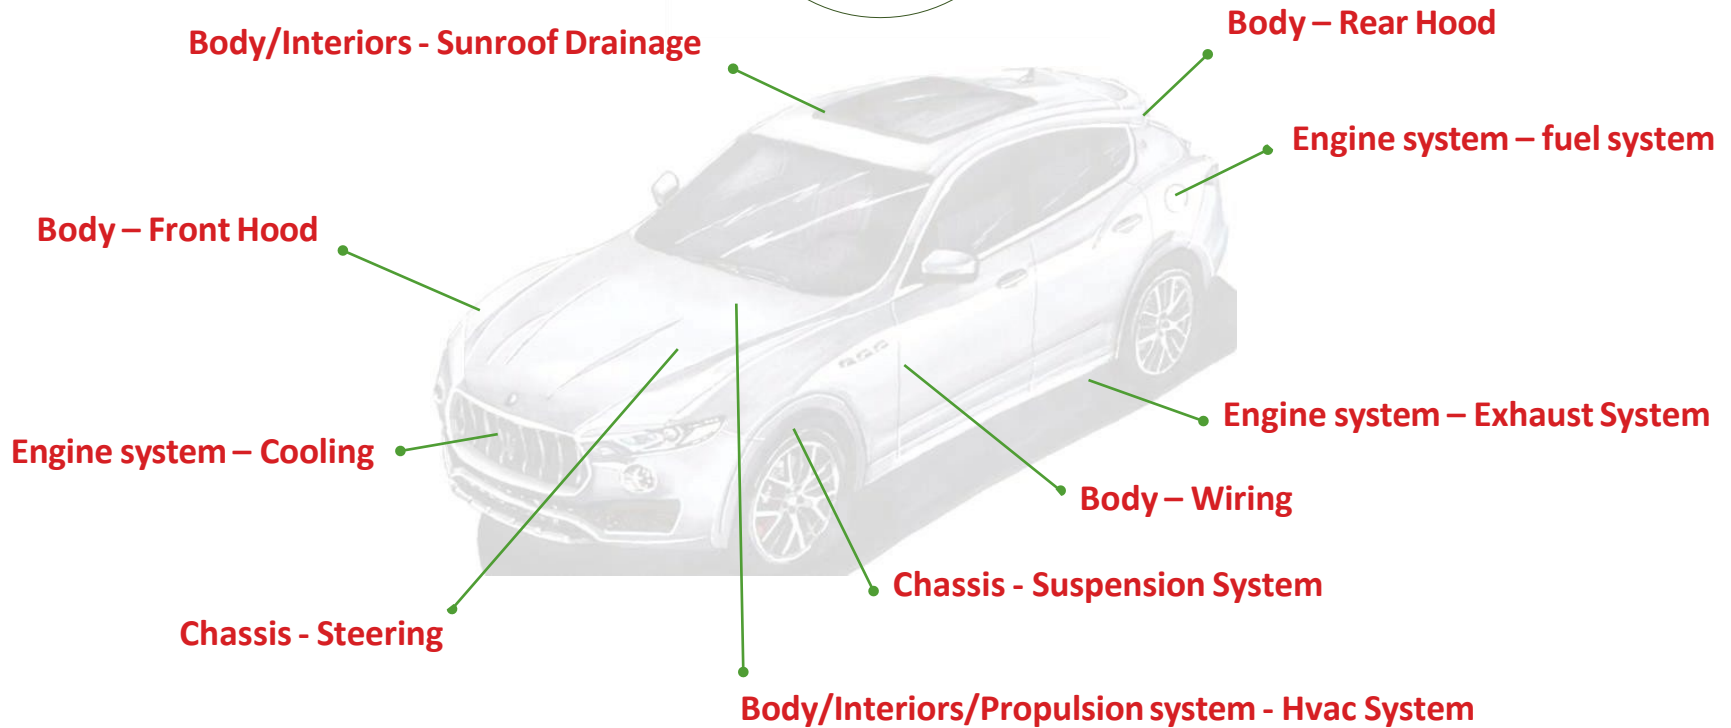 Body – Rear Hood
Body/Interiors - Sunroof Drainage
Engine system – fuel system
Body – Front Hood
Engine system – Exhaust System
Engine system – Cooling
Body – Wiring
Chassis - Suspension System
Chassis - Steering
Body/Interiors/Propulsion system - Hvac System